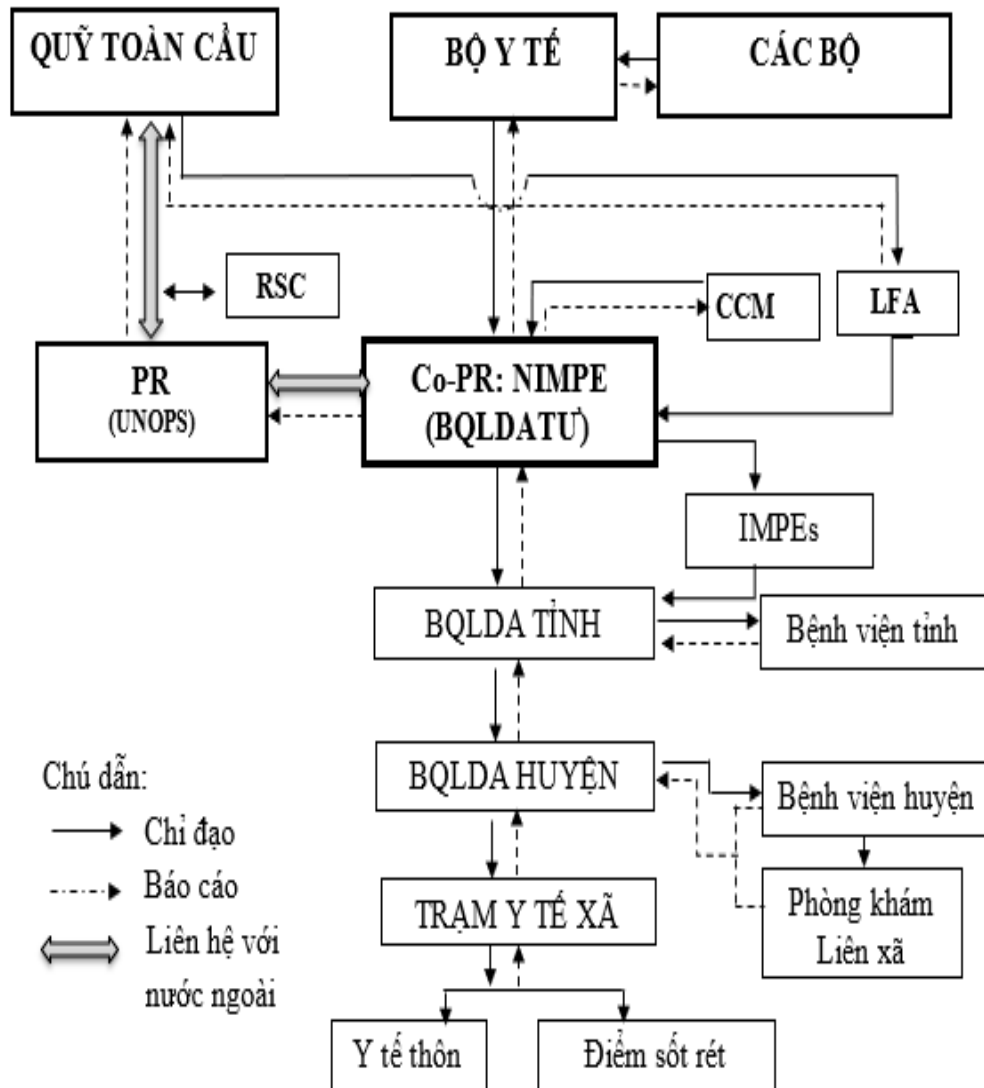 QUỸ TOÀN CẦU
BỘ Y TẾ
CÁC BỘ
RSC
CCM
LFA
PR
(UNOPS)
Co-PR: NIMPE
(BQLDATƯ)
IMPEs
BQLDA TỈNH
Bệnh viện tỉnh
BQLDA HUYỆN
Bệnh viện huyện
TRẠM Y TẾ XÃ
Phòng khám
Liên xã
Y tế thôn
Điểm sốt rét
Chú dẫn:
Chỉ đạo
Báo cáo
Liên hệ với
nước ngoài